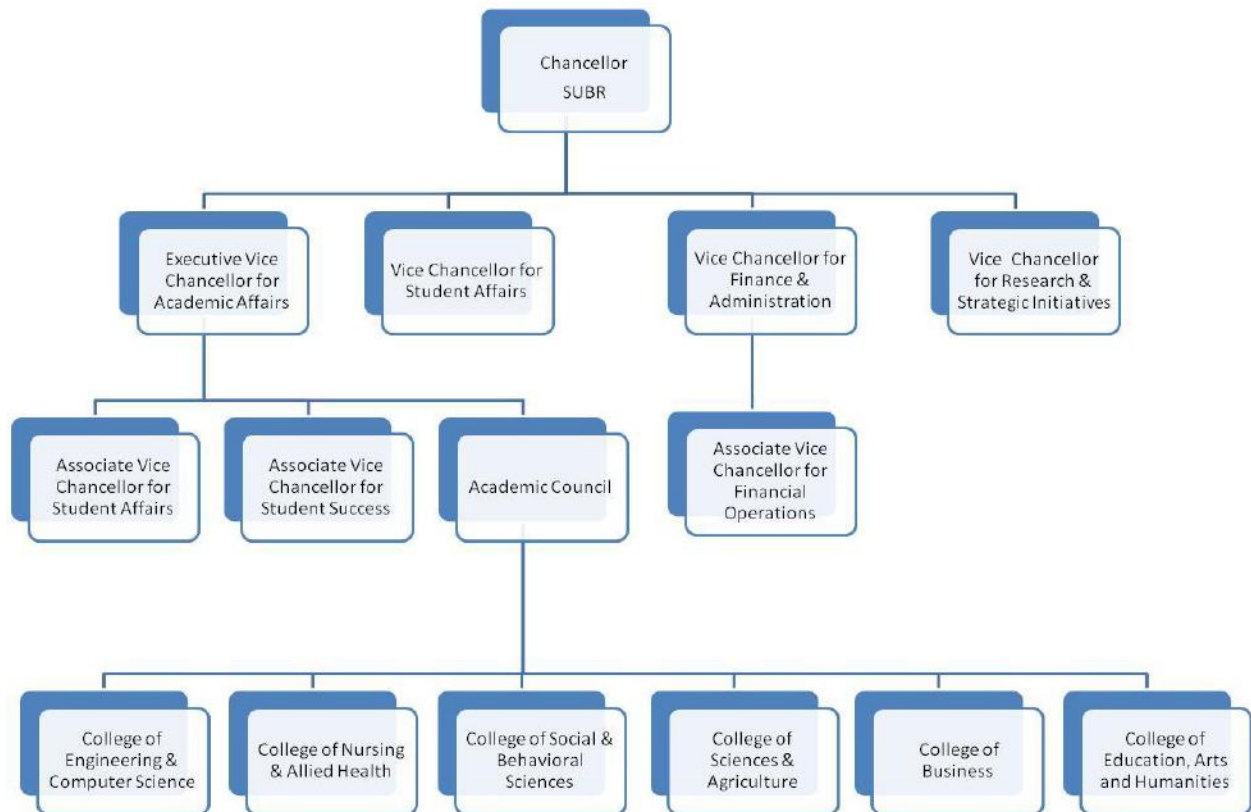 Chancellor
SUBR
Executive Vice
Chancellor for
Academic Affairs
Vice Chancellor for
Student Affairs
Vice Chancellor for
Finance &
Administration
Vice Chancellor
for Research &
Strategic Initiatives
Associate Vice
Chancellor for
Student Affairs
Associate Vice
Chancellor for
Student Success
Academic Council
Associate Vice
Chancellor for
Financial
Operations
College of
Engineering &
Computer Science
College of Nursing
& Allied Health
College of Social &
Behavioral
Sciences
College of
Sciences &
Agriculture
College of
Business
College of
Education, Arts
and Humanities